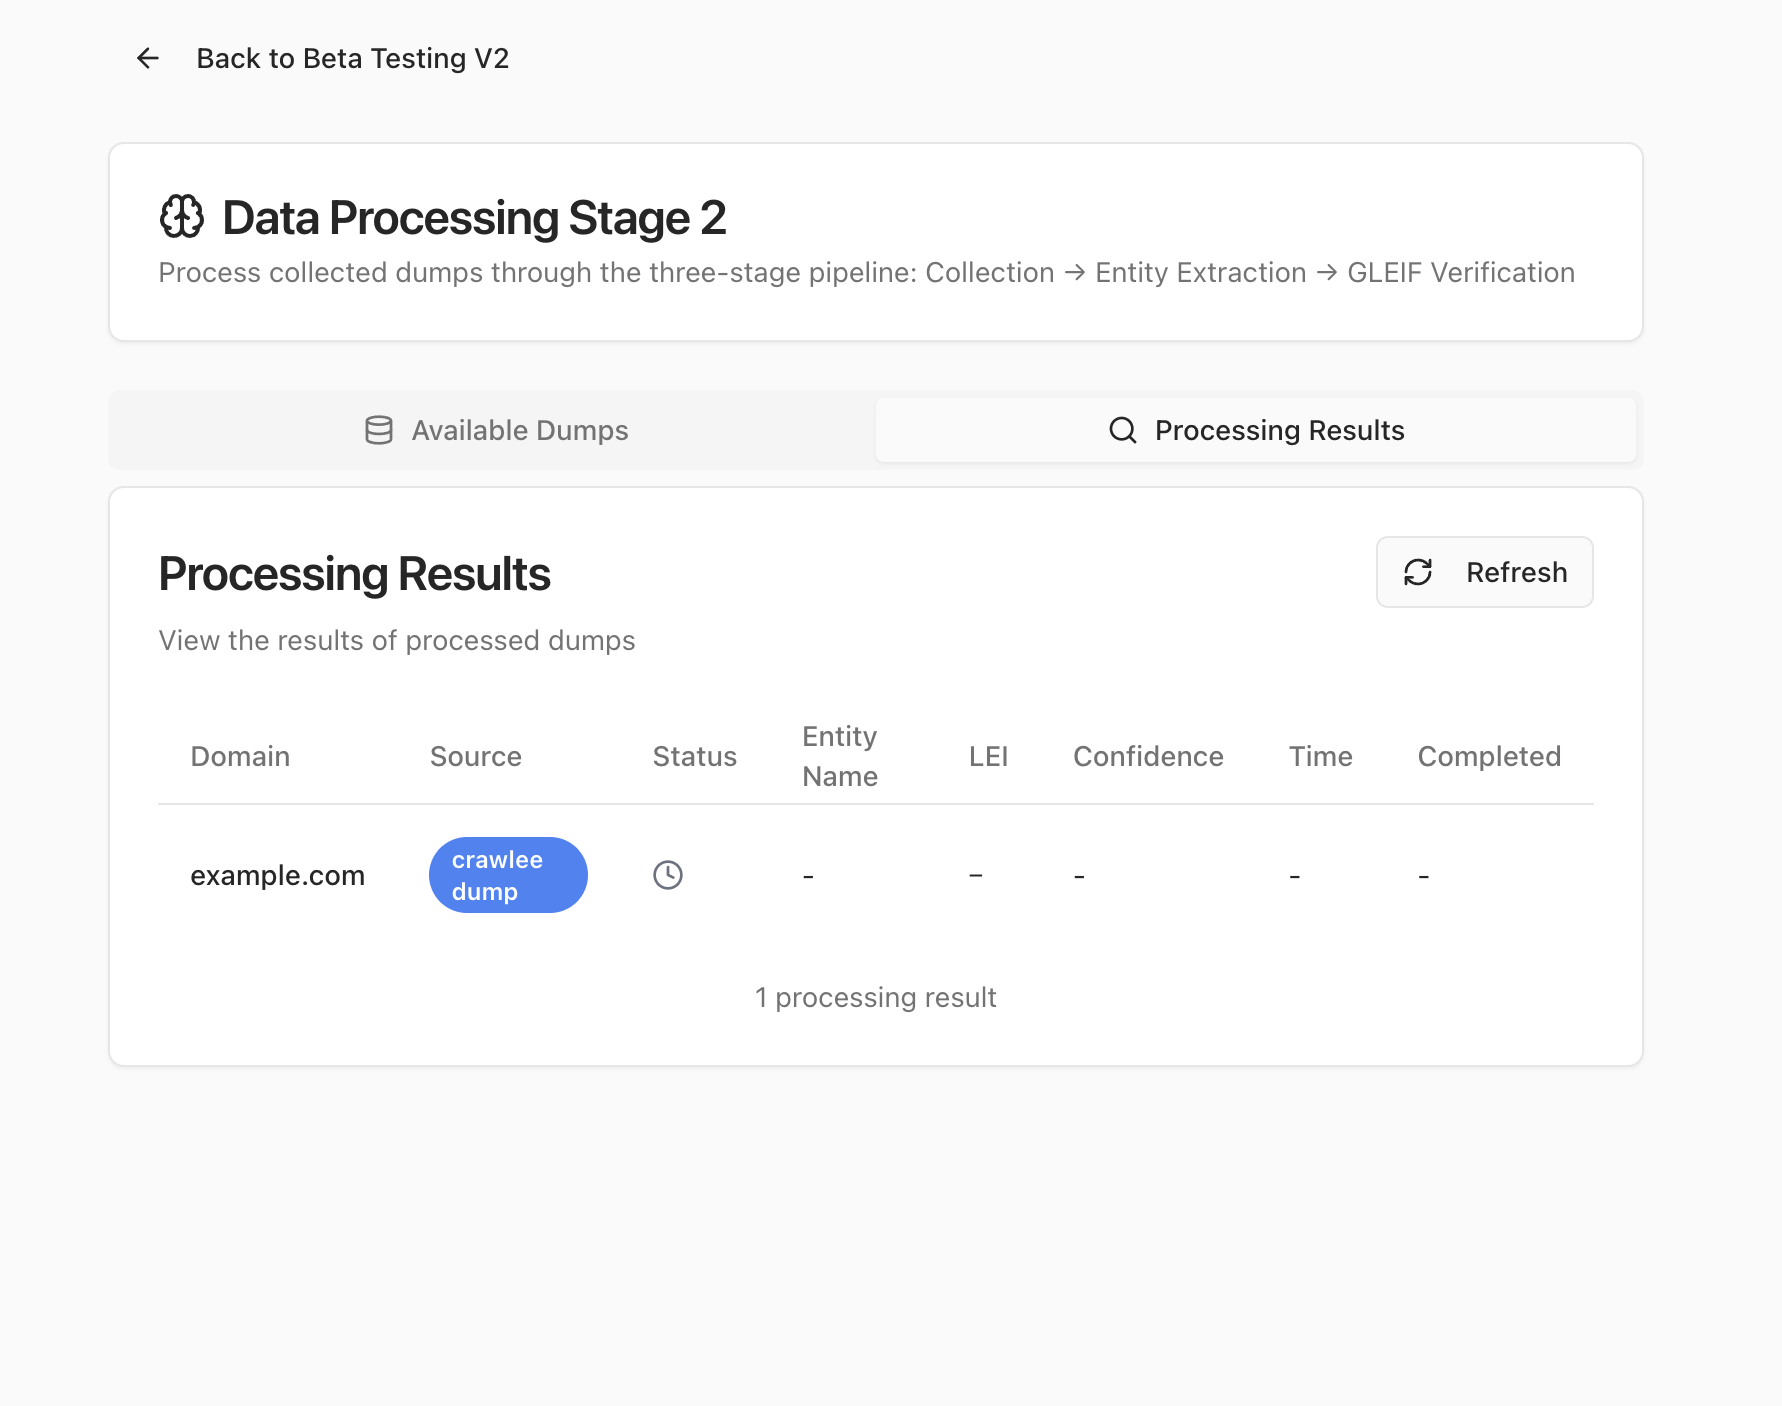 Back to Beta Testing V2
Data Processing Stage 2
Process collected dumps through the three-stage pipeline: Collection → Entity Extraction → GLEIF Verification
Available Dumps
Processing Results
Processing Results
Refresh
View the results of processed dumps
Domain Source Status Entity Name LEI Confidence Time Completed
example.com crawlee dump - – - - -
1 processing result